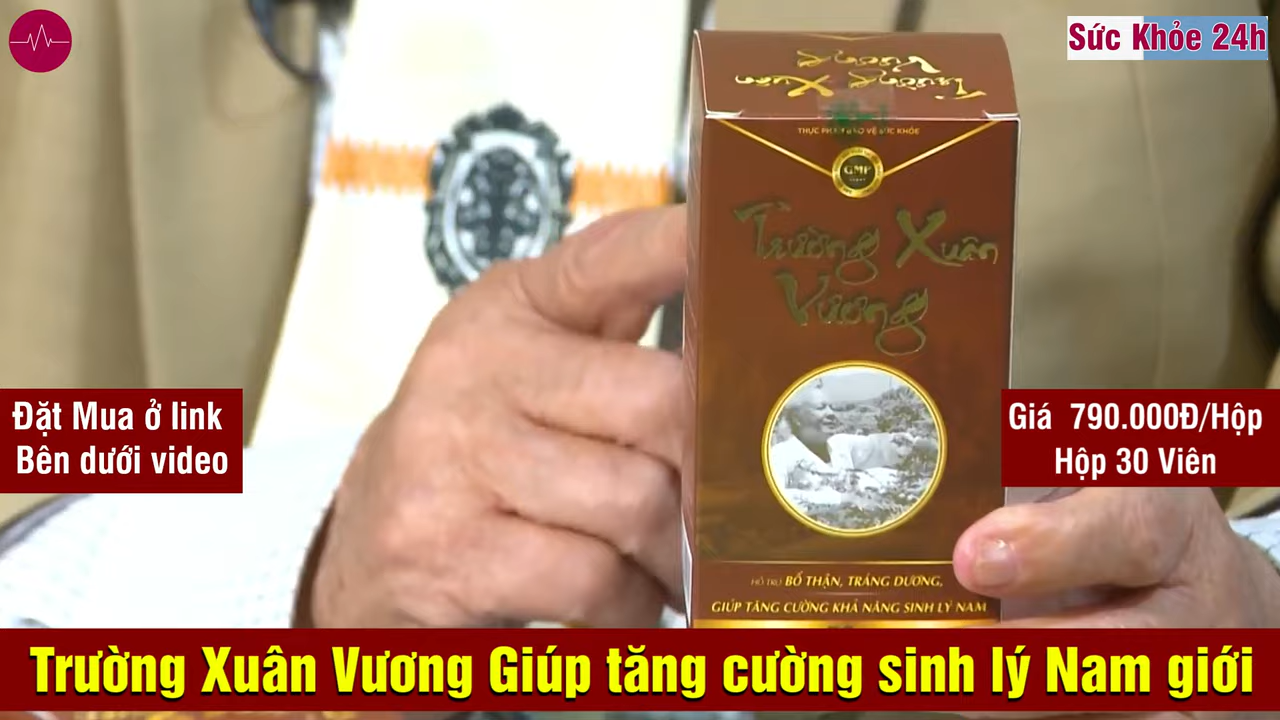 Sức Khỏe 24h
Trường Xuân
Vương
THỰC PHẨM BẢO VỆ SỨC KHỎE
GMP
Trường Xuân
Vương
Đặt Mua ở link
Bên dưới video
Giá 790.000Đ/Hộp
Hộp 30 Viên
HỖ TRỢ BỔ THẬN, TRÁNG DƯƠNG,
GIÚP TĂNG CƯỜNG KHẢ NĂNG SINH LÝ NAM
Trường Xuân Vương Giúp tăng cường sinh lý Nam giới